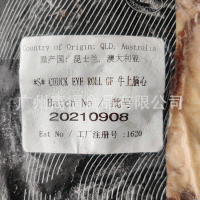 Country of Origin: QLD, Australia
原产国: 昆士兰, 澳大利亚
*S* CHUCK EYE ROLL GF 牛上脑心
Batch No / 批号
20210908
Est No / 工厂注册号 :1620